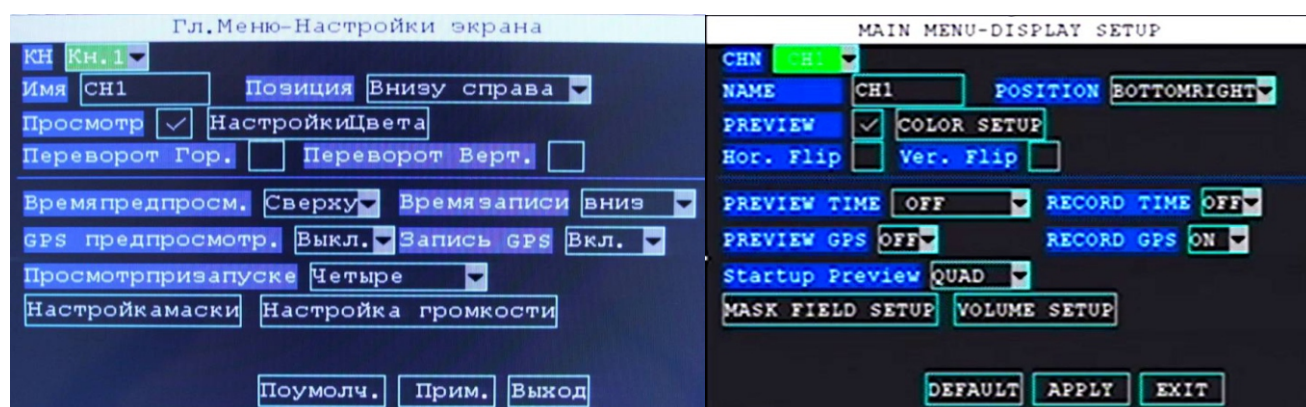 Гл.Меню-Настройки экрана
КН Кн.1
Имя CH1 Позиция Внизу справа
Просмотр НастройкиЦвета
Переворот Гор. Переворот Верт.
Времяпредпросм. Сверху Времязаписи вниз
GPS предпросмотр. Выкл. Запись GPS Вкл.
Просмотрпризапуске Четыре
Настройкамаски Настройка громкости
Поумолч. Прим. Выход
MAIN MENU-DISPLAY SETUP
CHN CH1
NAME CH1 POSITION BOTTOMRIGHT
PREVIEW COLOR SETUP
Hor. Flip Ver. Flip
PREVIEW TIME OFF RECORD TIME OFF
PREVIEW GPS OFF RECORD GPS ON
Startup Preview QUAD
MASK FIELD SETUP VOLUME SETUP
DEFAULT APPLY EXIT